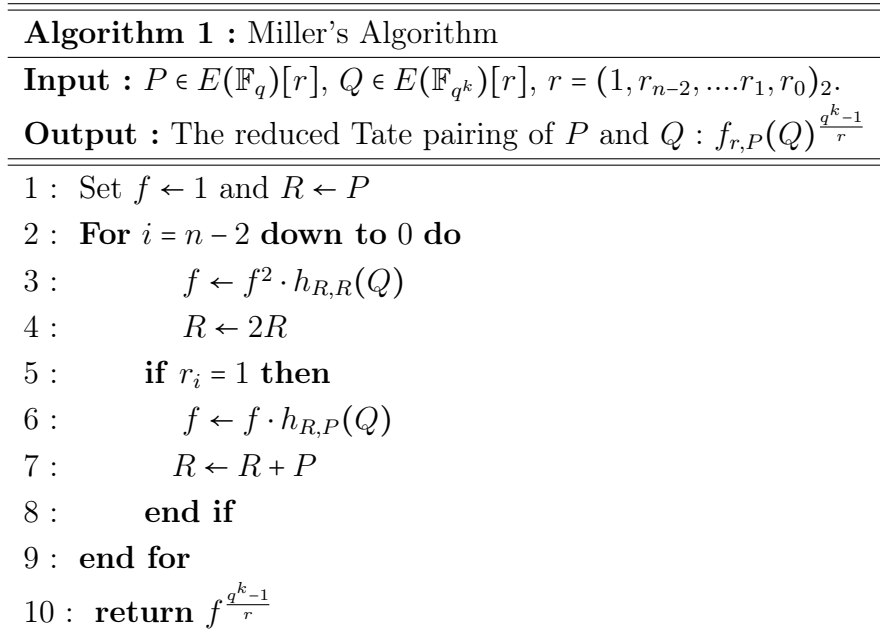 Algorithm 1 : Miller's Algorithm
Input : P ∈ E(𝔽_q)[r], Q ∈ E(𝔽_{q^k})[r], r = (1, r_{n−2}, ....r_1, r_0)_2.
Output : The reduced Tate pairing of P and Q : f_{r,P}(Q)^{\frac{q^k−1}{r}}
1 : Set f ← 1 and R ← P
2 : For i = n − 2 down to 0 do
3 : f ← f^2 · h_{R,R}(Q)
4 : R ← 2R
5 : if r_i = 1 then
6 : f ← f · h_{R,P}(Q)
7 : R ← R + P
8 : end if
9 : end for
10 : return f^{\frac{q^k−1}{r}}